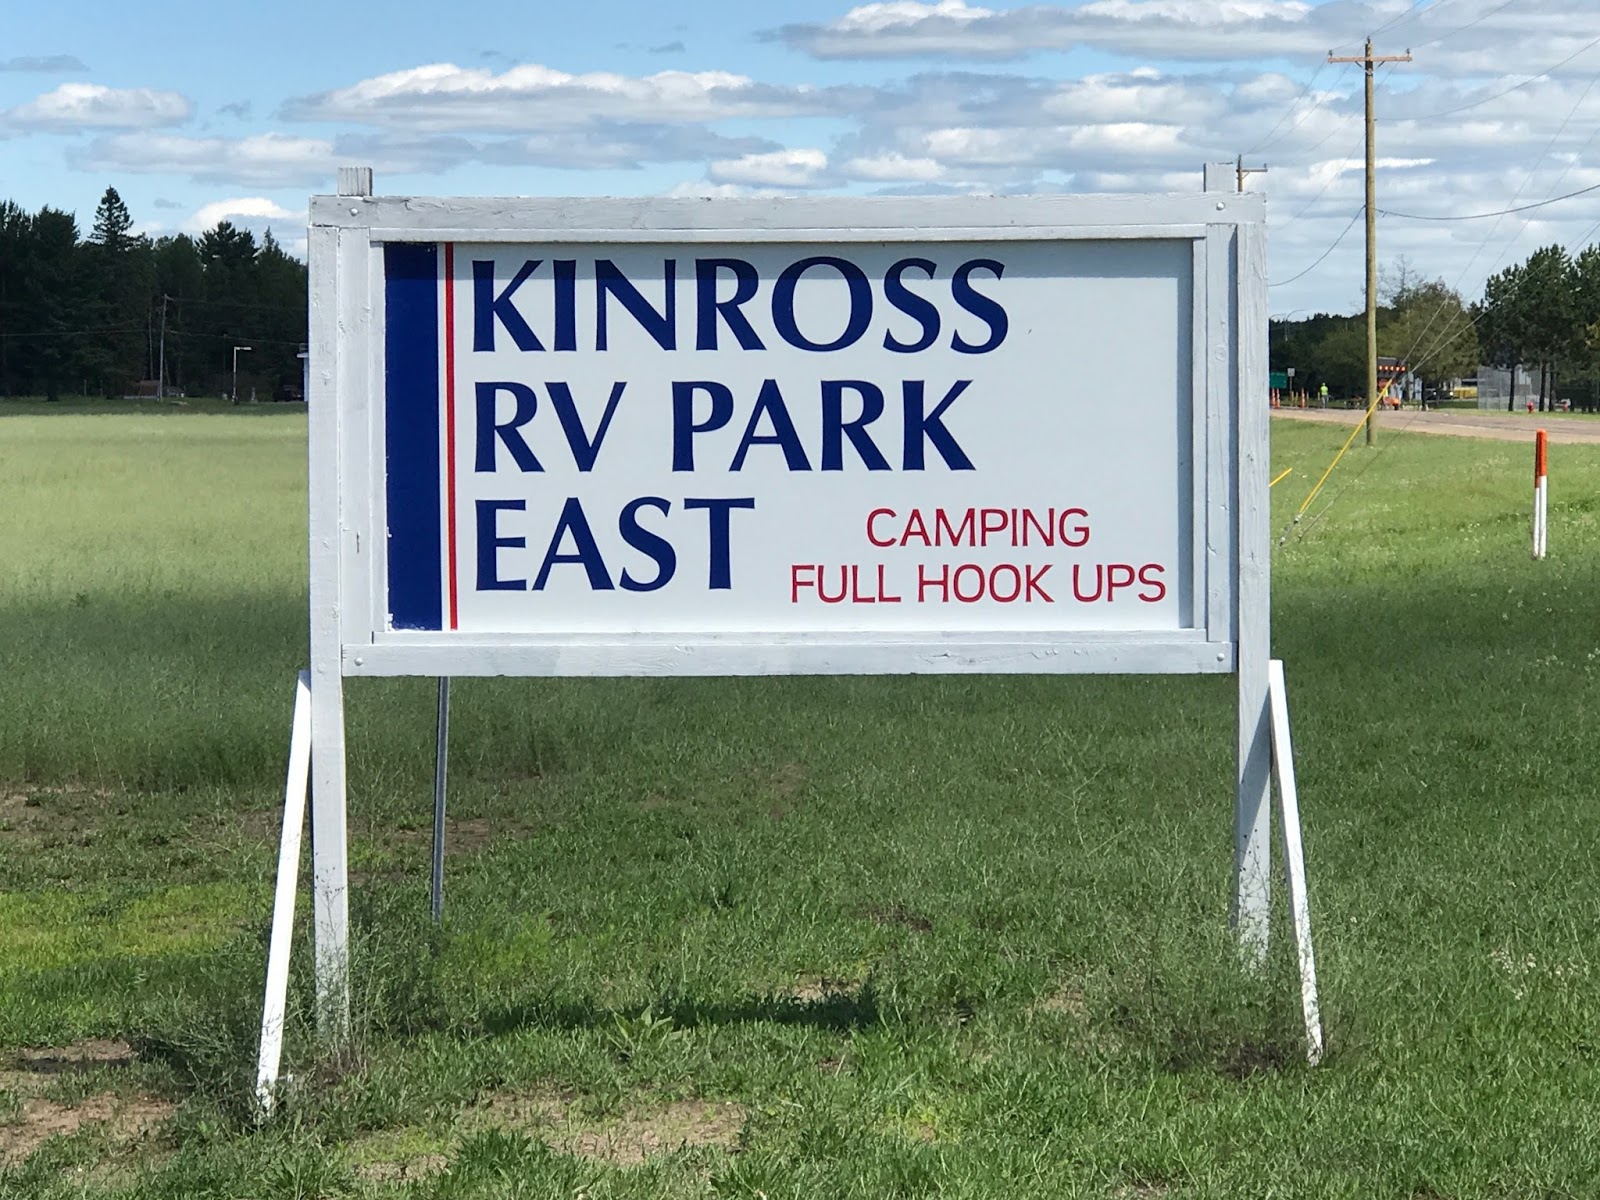 KINROSS
RV PARK
EAST
CAMPING
FULL HOOK UPS